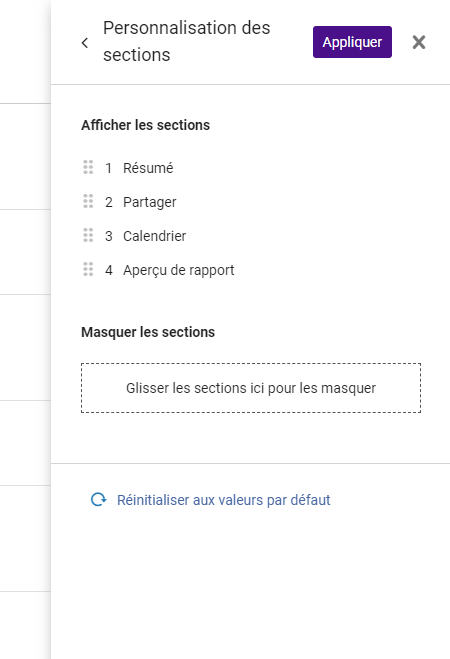 Personnalisation des
sections
Appliquer
Afficher les sections
1 Résumé
2 Partager
3 Calendrier
4 Aperçu de rapport
Masquer les sections
Glisser les sections ici pour les masquer
Réinitialiser aux valeurs par défaut